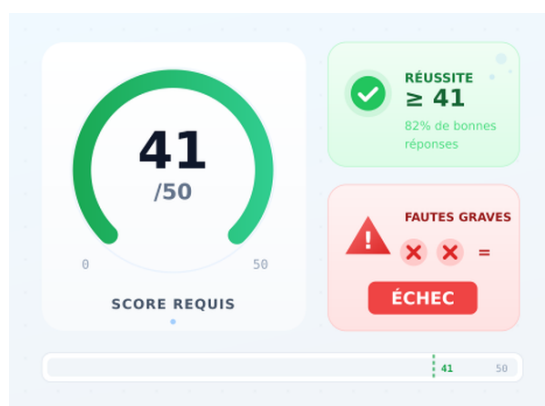 41
/50
0
50
SCORE REQUIS
RÉUSSITE
≥ 41
82% de bonnes
réponses
FAUTES GRAVES
!
=
ÉCHEC
41
50